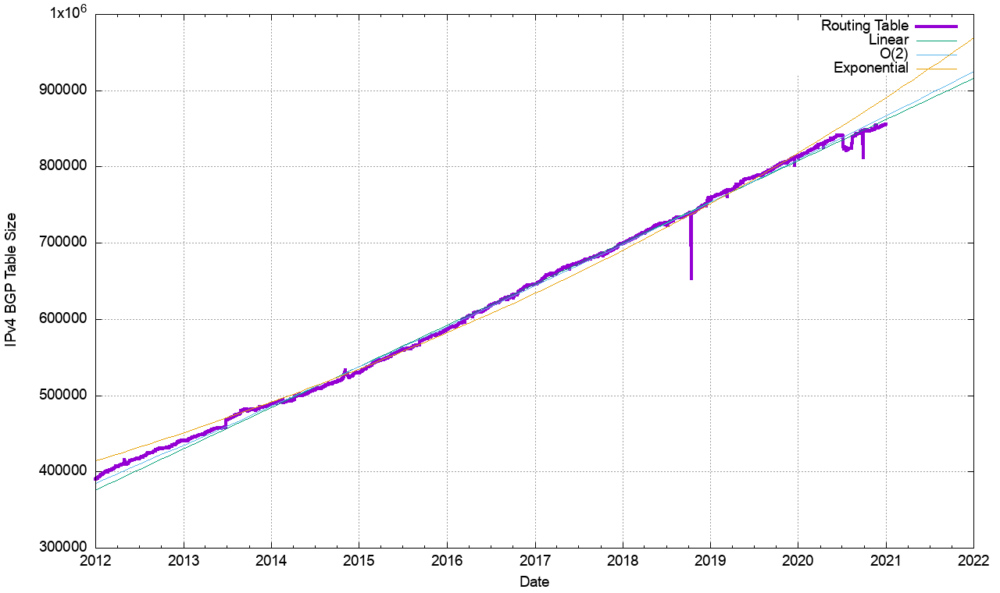 1x10⁶
900000
800000
700000
600000
500000
400000
300000
IPv4 BGP Table Size
Routing Table
Linear
O(2)
Exponential
2012 2013 2014 2015 2016 2017 2018 2019 2020 2021 2022
Date